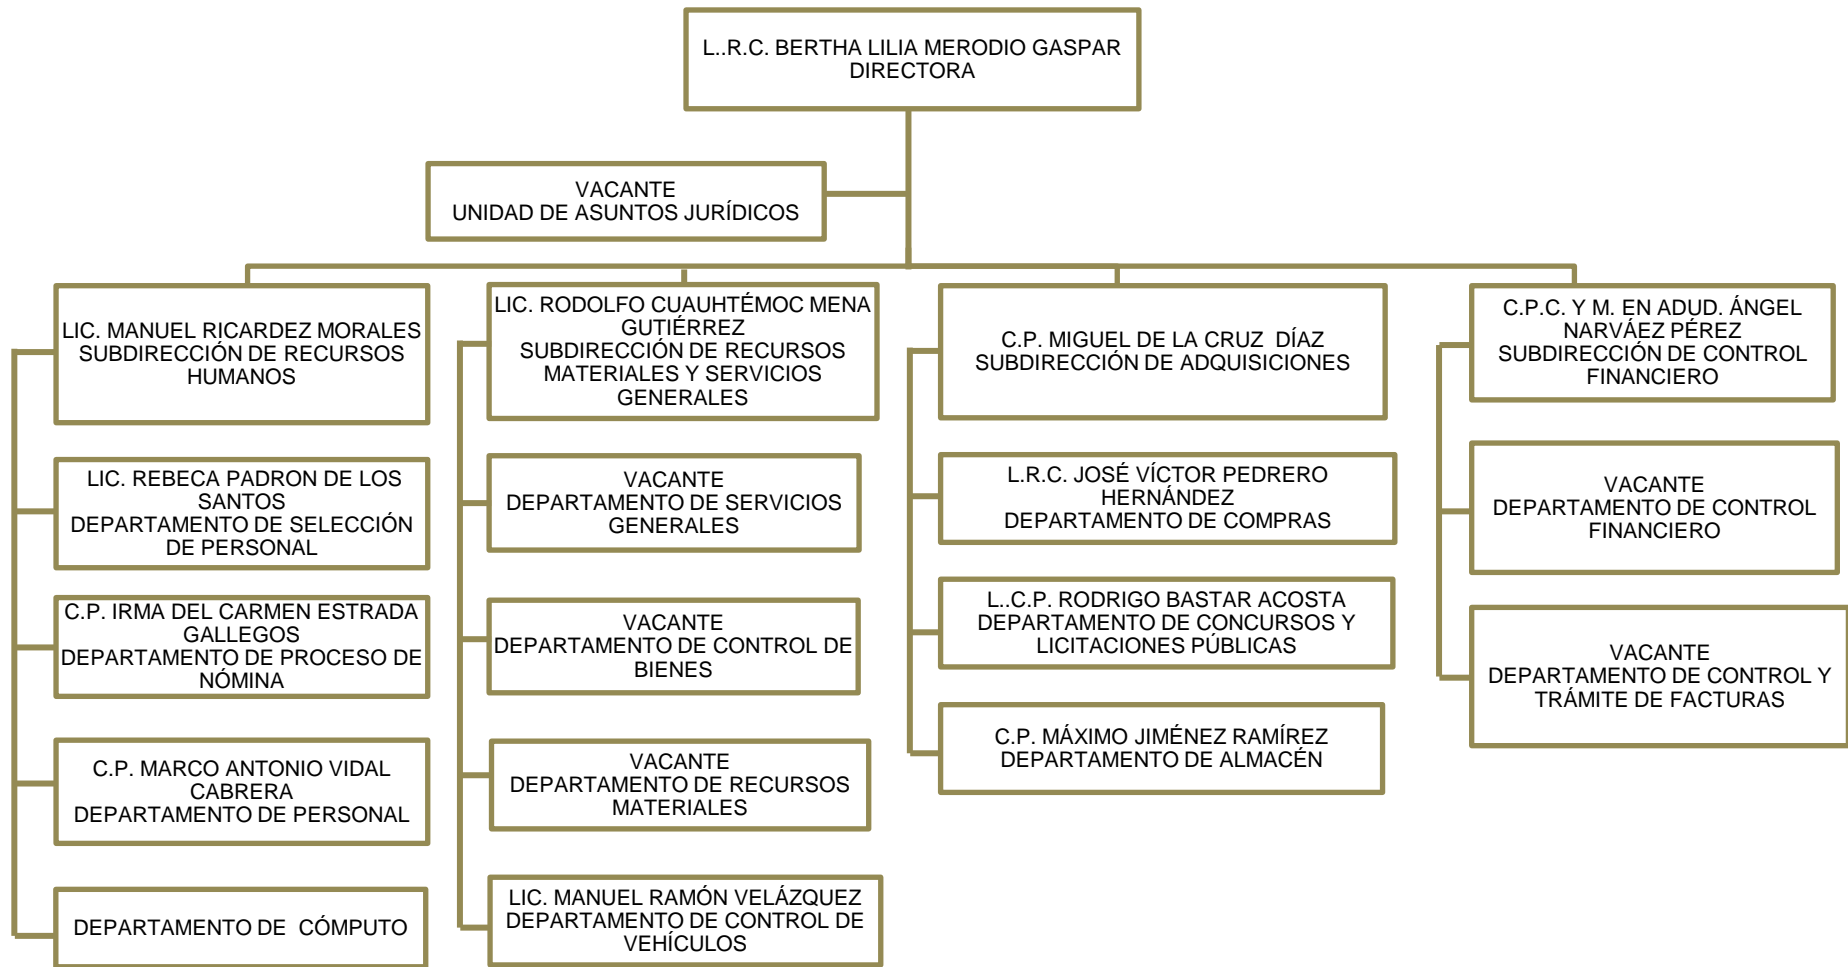 L..R.C. BERTHA LILIA MERODIO GASPAR
DIRECTORA
VACANTE
UNIDAD DE ASUNTOS JURÍDICOS
LIC. MANUEL RICARDEZ MORALES
SUBDIRECCIÓN DE RECURSOS
HUMANOS
LIC. REBECA PADRON DE LOS
SANTOS
DEPARTAMENTO DE SELECCIÓN
DE PERSONAL
C.P. IRMA DEL CARMEN ESTRADA
GALLEGOS
DEPARTAMENTO DE PROCESO DE
NÓMINA
C.P. MARCO ANTONIO VIDAL
CABRERA
DEPARTAMENTO DE PERSONAL
DEPARTAMENTO DE  CÓMPUTO
LIC. RODOLFO CUAUHTÉMOC MENA
GUTIÉRREZ
SUBDIRECCIÓN DE RECURSOS
MATERIALES Y SERVICIOS
GENERALES
VACANTE
DEPARTAMENTO DE SERVICIOS
GENERALES
VACANTE
DEPARTAMENTO DE CONTROL DE
BIENES
VACANTE
DEPARTAMENTO DE RECURSOS
MATERIALES
LIC. MANUEL RAMÓN VELÁZQUEZ
DEPARTAMENTO DE CONTROL DE
VEHÍCULOS
C.P. MIGUEL DE LA CRUZ  DÍAZ
SUBDIRECCIÓN DE ADQUISICIONES
L.R.C. JOSÉ VÍCTOR PEDRERO
HERNÁNDEZ
DEPARTAMENTO DE COMPRAS
L..C.P. RODRIGO BASTAR ACOSTA
DEPARTAMENTO DE CONCURSOS Y
LICITACIONES PÚBLICAS
C.P. MÁXIMO JIMÉNEZ RAMÍREZ
DEPARTAMENTO DE ALMACÉN
C.P.C. Y M. EN ADUD. ÁNGEL
NARVÁEZ PÉREZ
SUBDIRECCIÓN DE CONTROL
FINANCIERO
VACANTE
DEPARTAMENTO DE CONTROL
FINANCIERO
VACANTE
DEPARTAMENTO DE CONTROL Y
TRÁMITE DE FACTURAS